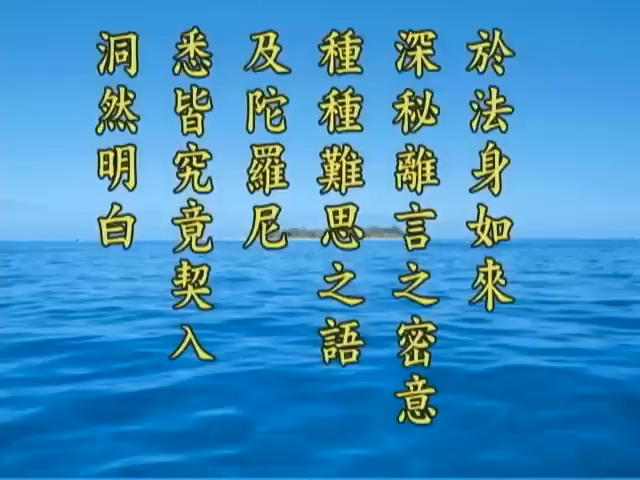 於法身如來
深秘離言之密意
種種難思之語
及陀羅尼
悉皆究竟契入
洞然明白